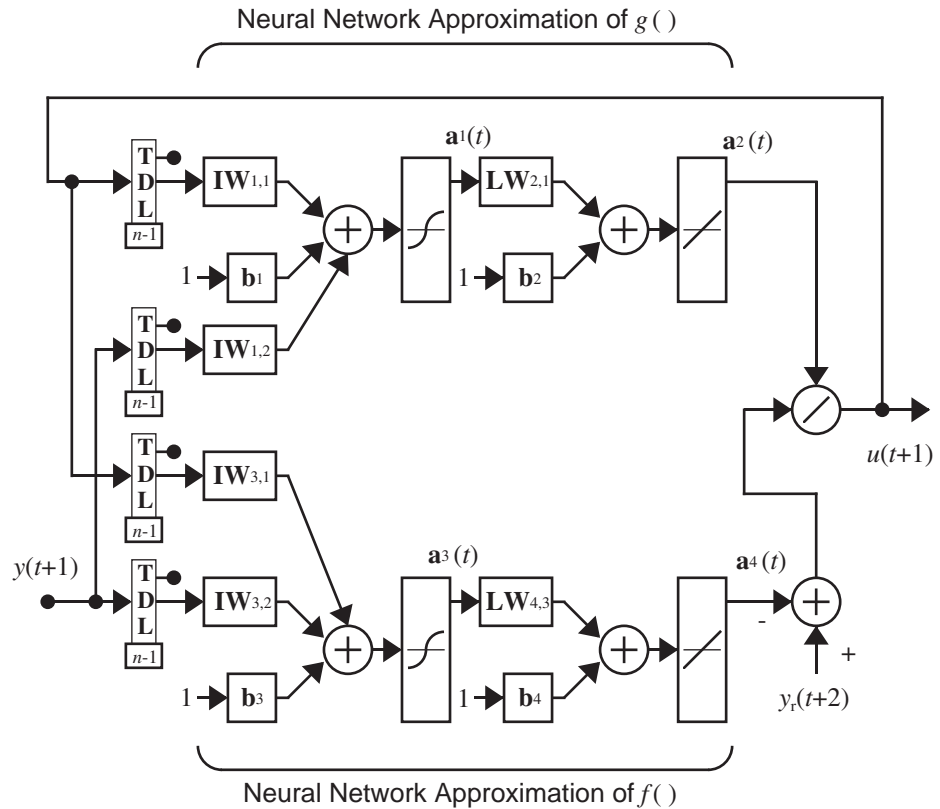 Neural Network Approximation of g ( )
a1(t) a2 (t)
T D L IW1,1 LW2,1
n-1
1 b1 1 b2
T D L IW1,2
n-1
T D L IW3,1
n-1
u(t+1)
y(t+1) a3 (t) a4 (t)
T D L IW3,2 LW4,3
n-1
-
+
1 b3 1 b4 yr(t+2)
Neural Network Approximation of f ( )